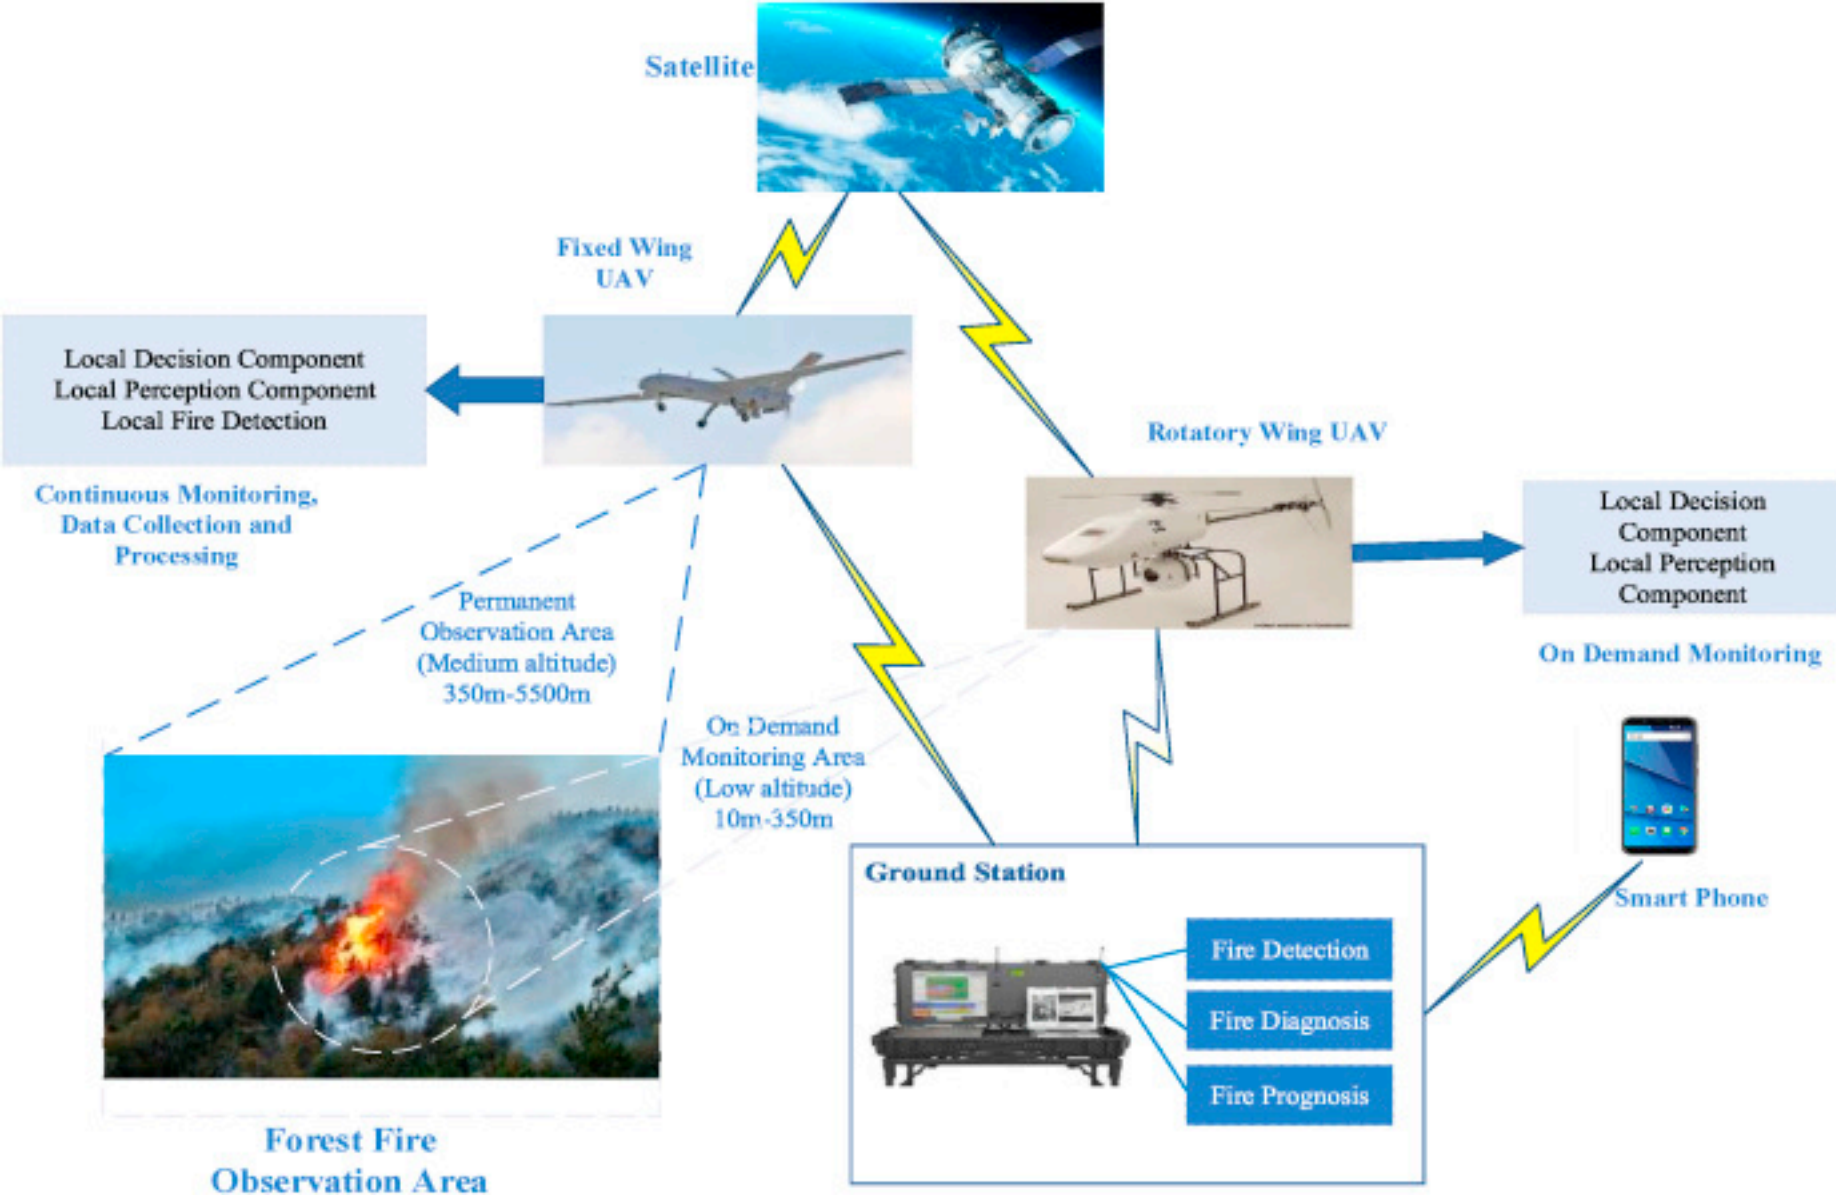 Satellite
Fixed Wing
UAV
Local Decision Component
Local Perception Component
Local Fire Detection
Continuous Monitoring,
Data Collection and
Processing
Rotatory Wing UAV
Local Decision
Component
Local Perception
Component
On Demand Monitoring
Permanent
Observation Area
(Medium altitude)
350m-5500m
On Demand
Monitoring Area
(Low altitude)
10m-350m
Smart Phone
Ground Station
Fire Detection
Fire Diagnosis
Fire Prognosis
Forest Fire
Observation Area